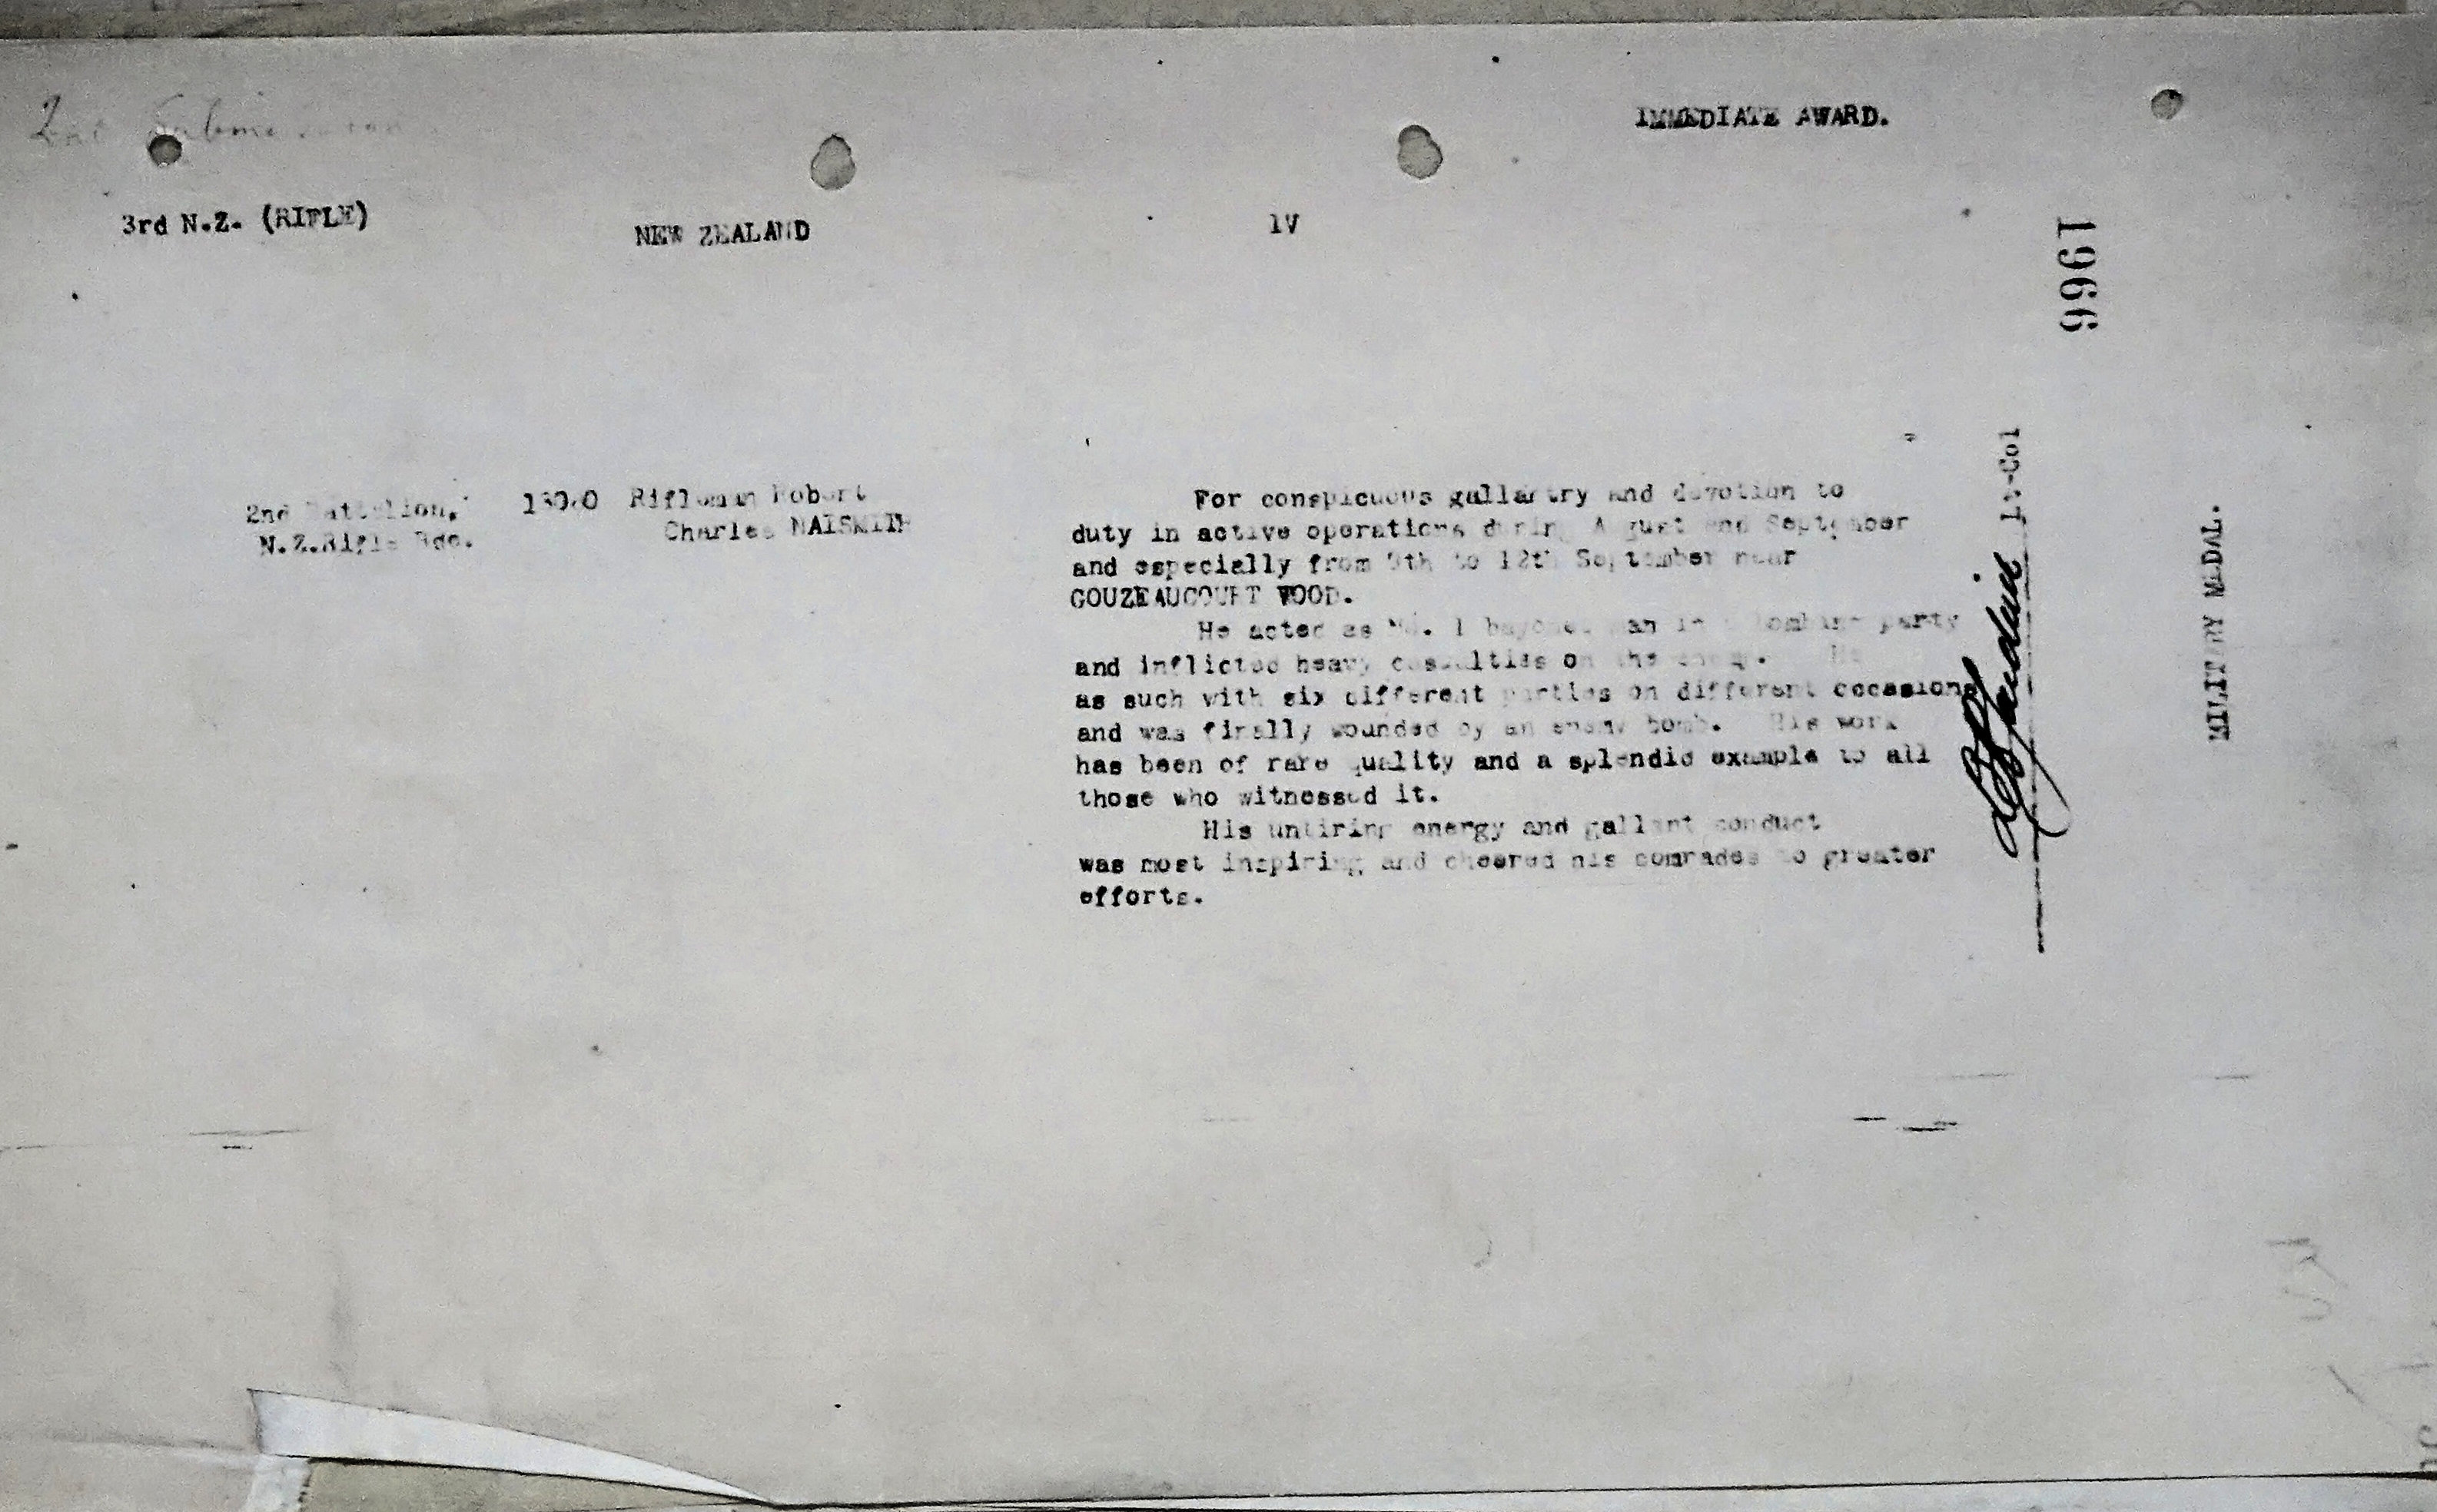 2nd Submission
IMMEDIATE AWARD.
3rd N.Z. (RIFLE)
NEW ZEALAND
1V
1966
2nd Battalion,
N.Z.Rifle Bde.
Rifleman Robert
Charles NAISMITH
For conspicuous gallantry and devotion to
duty in active operations during August and September
and especially from 9th to 12th September near
GOUZEAUCOURT WOOD.
He acted as No. 1 bayonet man in bombing party
and inflicted heavy casualties on the enemy. He
as such with six different parties on different occasions
and was finally wounded by an enemy bomb. His work
has been of rare quality and a splendid example to all
those who witnessed it.
His untiring energy and gallant conduct
was most inspiring and cheered his comrades to greater
efforts.
Lt-Col
MILITARY MEDAL.